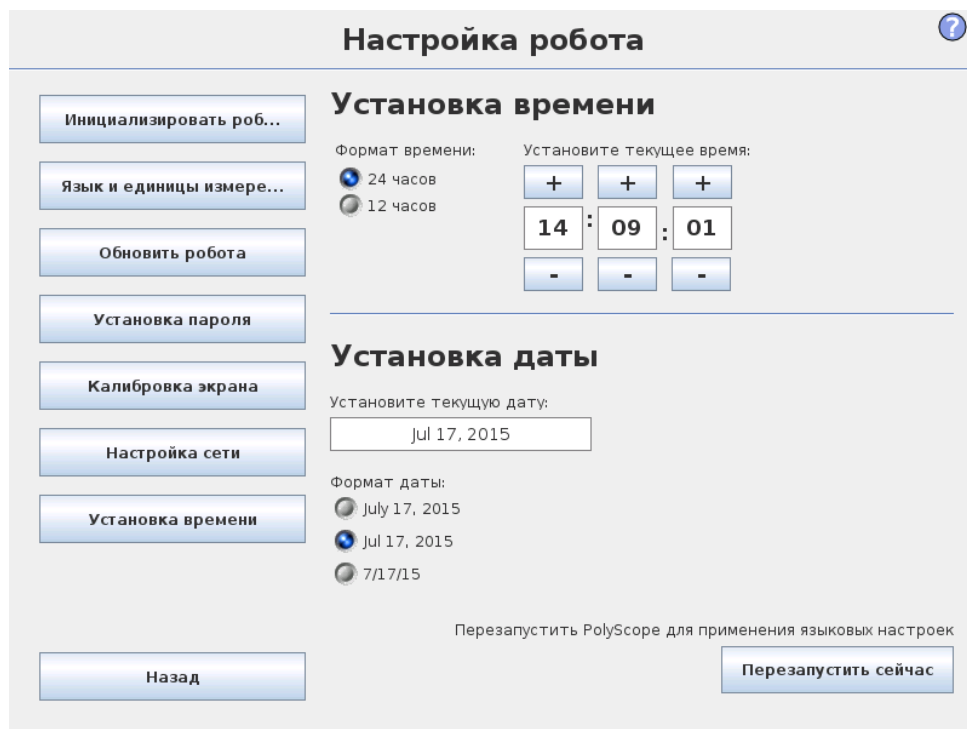 Настройка робота
?
Инициализировать роб...
Язык и единицы измере...
Обновить робота
Установка пароля
Калибровка экрана
Настройка сети
Установка времени
Назад
Установка времени
Формат времени:
24 часов
12 часов
Установите текущее время:
+ + +
14 : 09 : 01
- - -
Установка даты
Установите текущую дату:
Jul 17, 2015
Формат даты:
July 17, 2015
Jul 17, 2015
7/17/15
Перезапустить PolyScope для применения языковых настроек
Перезапустить сейчас